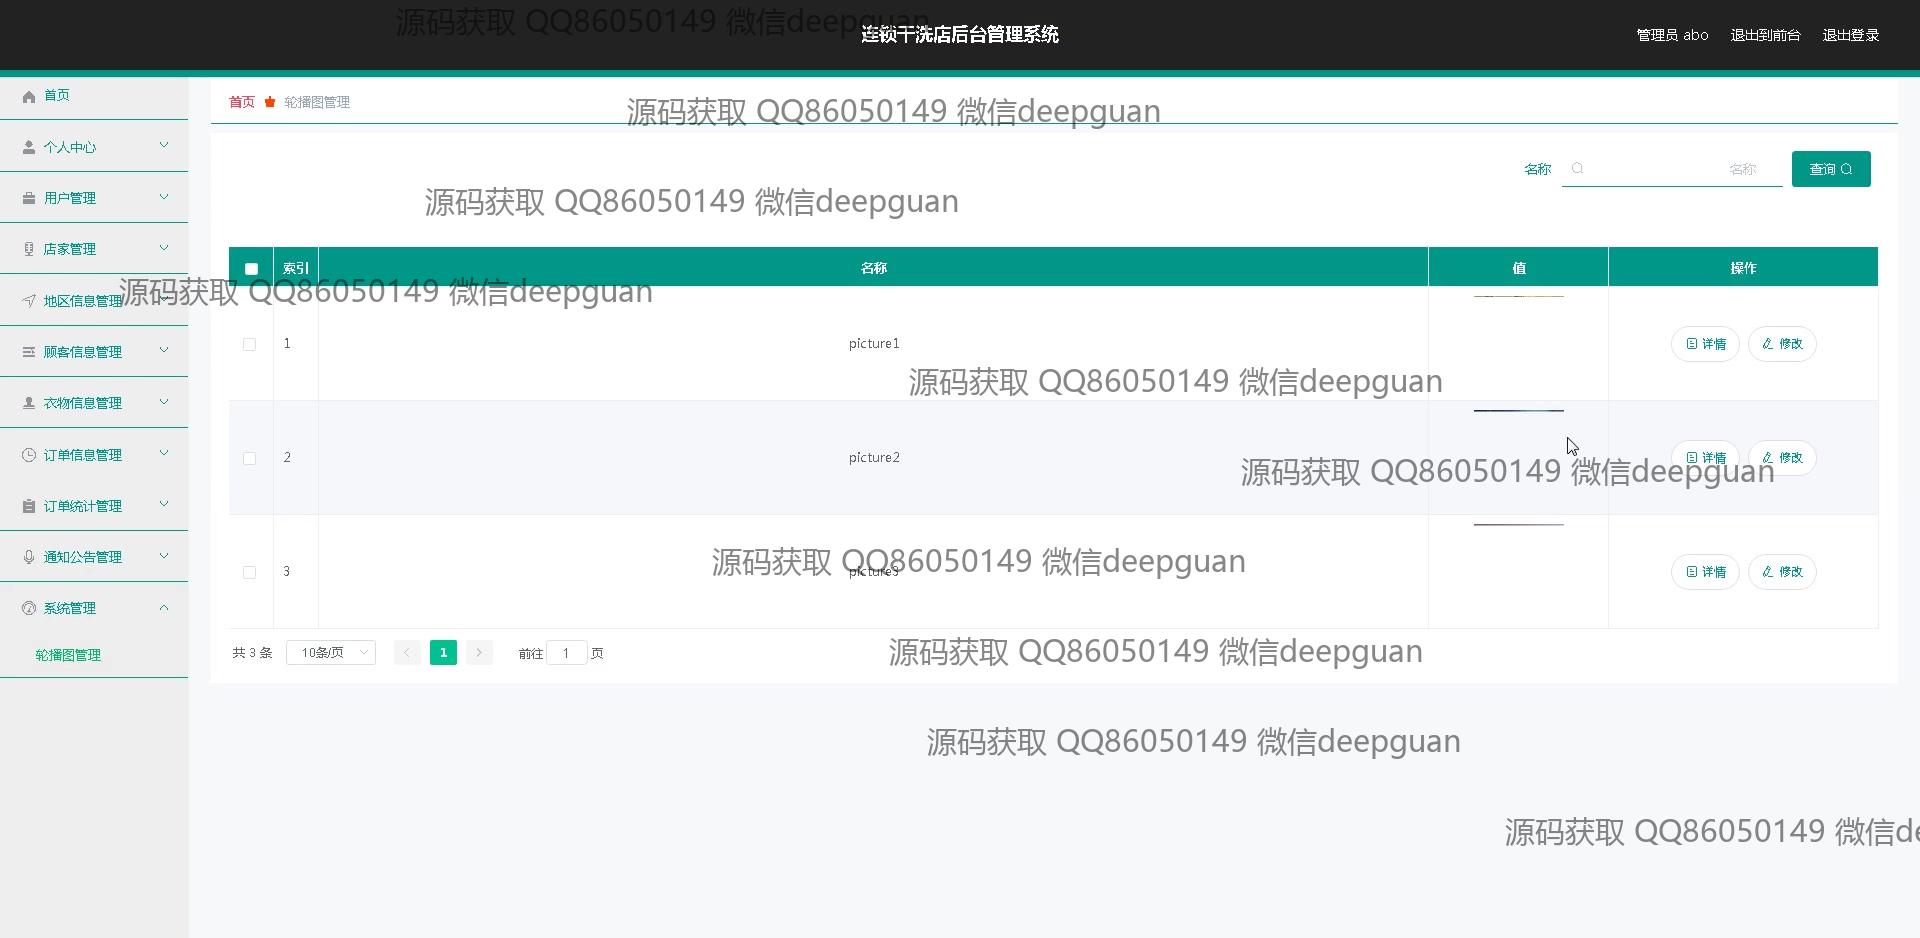 源码获取 QQ86050149 微信deepguan
连锁干洗店后台管理系统
管理员 abo 退出到前台 退出登录
首页
个人中心
用户管理
店家管理
地区信息管理
顾客信息管理
衣物信息管理
订单信息管理
订单统计管理
通知公告管理
系统管理
轮播图管理
首页 轮播图管理
源码获取 QQ86050149 微信deepguan
名称 名称 查询
源码获取 QQ86050149 微信deepguan
索引 名称 值 操作
源码获取 QQ86050149 微信deepguan
1 picture1 详情 修改
源码获取 QQ86050149 微信deepguan
2 picture2 详情 修改
源码获取 QQ86050149 微信deepguan
源码获取 QQ86050149 微信deepguan
3 picture3 详情 修改
共 3 条 10条/页 1 前往 1 页
源码获取 QQ86050149 微信deepguan
源码获取 QQ86050149 微信deepguan
源码获取 QQ86050149 微信de